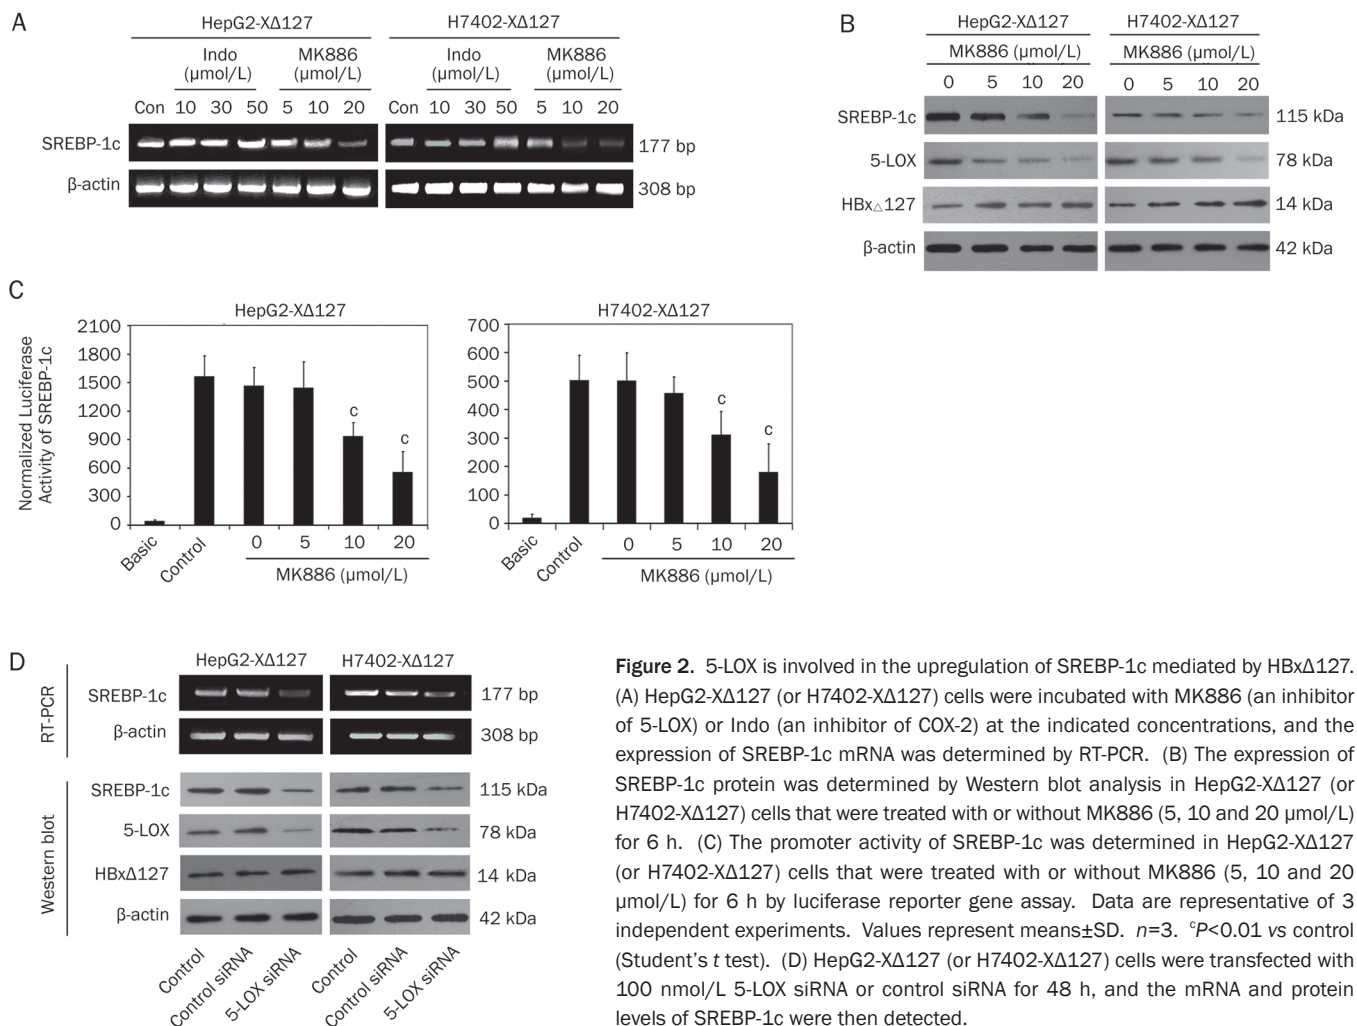 A
HepG2-XΔ127 H7402-XΔ127
Indo (μmol/L) MK886 (μmol/L) Indo (μmol/L) MK886 (μmol/L)
Con 10 30 50 5 10 20 Con 10 30 50 5 10 20
SREBP-1c 177 bp
β-actin 308 bp
B
HepG2-XΔ127 H7402-XΔ127
MK886 (μmol/L) MK886 (μmol/L)
0 5 10 20 0 5 10 20
SREBP-1c 115 kDa
5-LOX 78 kDa
HBx△127 14 kDa
β-actin 42 kDa
C
Normalized Luciferase
Activity of SREBP-1c
HepG2-XΔ127
2100
1800
1500
1200
900
600
300
0
c
c
Basic Control 0 5 10 20
MK886 (μmol/L)
H7402-XΔ127
700
600
500
400
300
200
100
0
c
c
Basic Control 0 5 10 20
MK886 (μmol/L)
D
HepG2-XΔ127 H7402-XΔ127
RT-PCR
SREBP-1c 177 bp
β-actin 308 bp
Western blot
SREBP-1c 115 kDa
5-LOX 78 kDa
HBxΔ127 14 kDa
β-actin 42 kDa
Control Control siRNA 5-LOX siRNA Control Control siRNA 5-LOX siRNA
Figure 2. 5-LOX is involved in the upregulation of SREBP-1c mediated by HBxΔ127.
(A) HepG2-XΔ127 (or H7402-XΔ127) cells were incubated with MK886 (an inhibitor
of 5-LOX) or Indo (an inhibitor of COX-2) at the indicated concentrations, and the
expression of SREBP-1c mRNA was determined by RT-PCR. (B) The expression of
SREBP-1c protein was determined by Western blot analysis in HepG2-XΔ127 (or
H7402-XΔ127) cells that were treated with or without MK886 (5, 10 and 20 μmol/L)
for 6 h. (C) The promoter activity of SREBP-1c was determined in HepG2-XΔ127
(or H7402-XΔ127) cells that were treated with or without MK886 (5, 10 and 20
μmol/L) for 6 h by luciferase reporter gene assay. Data are representative of 3
independent experiments. Values represent means±SD. n=3. ᶜP<0.01 vs control
(Student's t test). (D) HepG2-XΔ127 (or H7402-XΔ127) cells were transfected with
100 nmol/L 5-LOX siRNA or control siRNA for 48 h, and the mRNA and protein
levels of SREBP-1c were then detected.